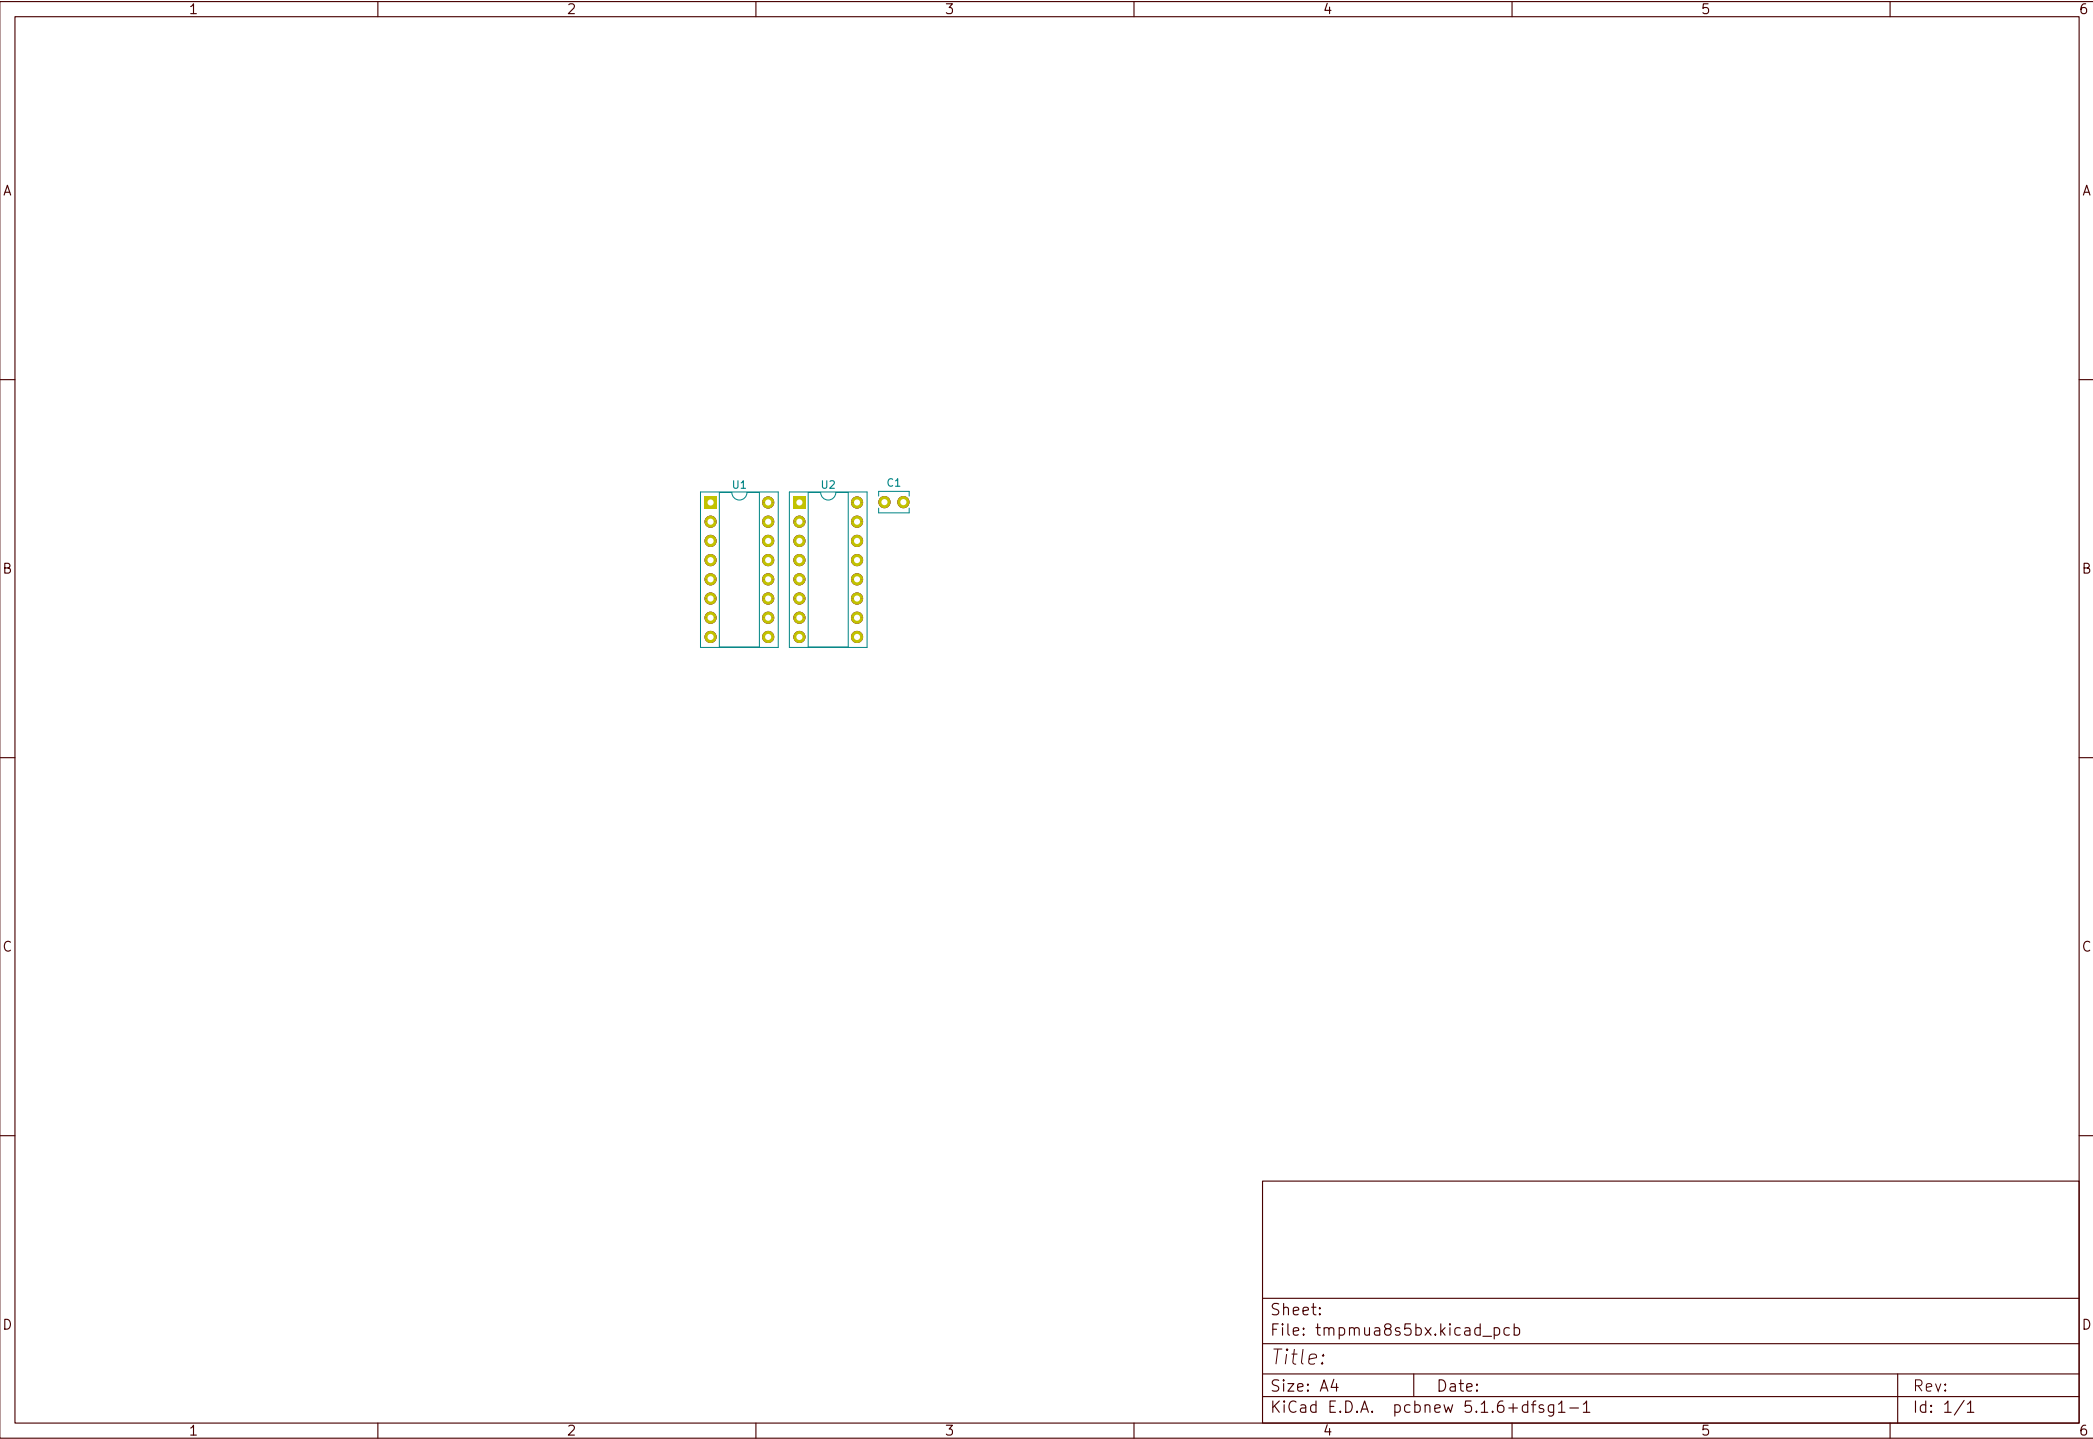 1 2 3 4 5 6
A A
U1 U2 C1
B B
C C
Sheet:
File: tmpmua8s5bx.kicad_pcb
D D
Title:
Size: A4 Date: Rev:
KiCad E.D.A. pcbnew 5.1.6+dfsg1-1 Id: 1/1
1 2 3 4 5 6